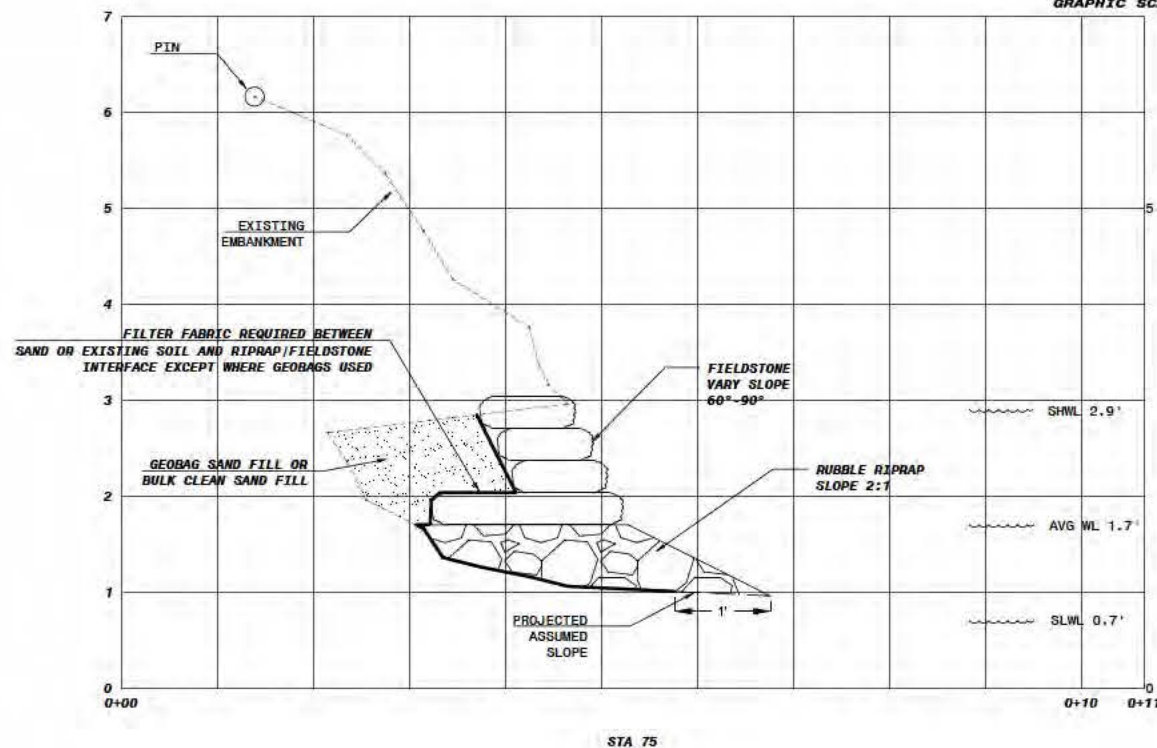 GRAPHIC SC
7
PIN
6
5
5
EXISTING
EMBANKMENT
4
FILTER FABRIC REQUIRED BETWEEN
SAND OR EXISTING SOIL AND RIPRAP/FIELDSTONE
INTERFACE EXCEPT WHERE GEOBAGS USED
FIELDSTONE
VARY SLOPE
60°-90°
3
SHWL 2.9'
GEOBAG SAND FILL OR
BULK CLEAN SAND FILL
RUBBLE RIPRAP
SLOPE 2:1
2
AVG WL 1.7'
1
1'
PROJECTED
ASSUMED
SLOPE
SLWL 0.7'
0
0
0+00
0+10
0+11
STA 75